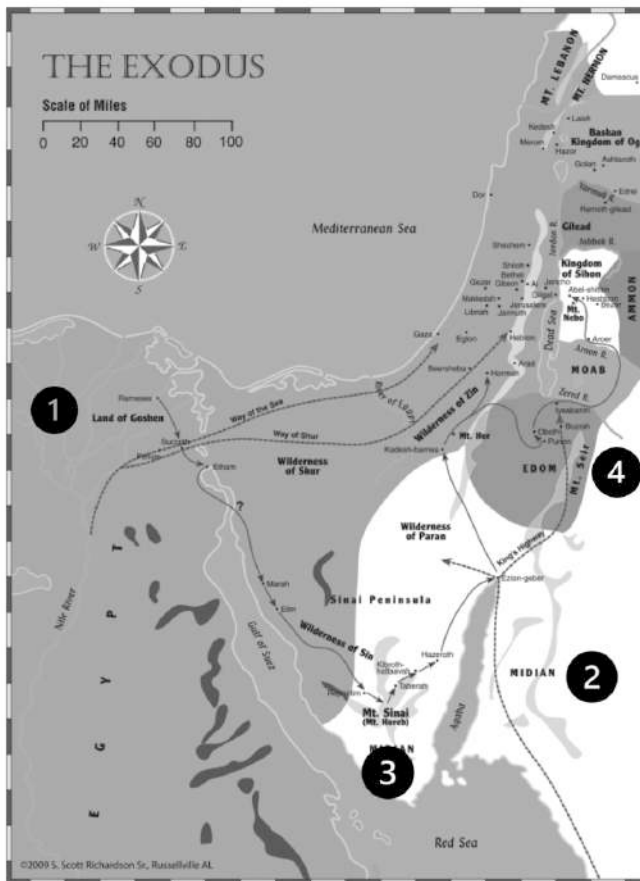 THE EXODUS
Scale of Miles
0 20 40 60 80 100
N
W E
S
MT. LEBANON
MT. HERMON
Damascus
Laish
Kedesh
Merom
Hazor
Bashan
Kingdom of Og
Ashtaroth
Golan
Yarmuk R.
Edrei
Ramoth-gilead
Dor
Mediterranean Sea
Gilead
Jordan R.
Jabbok R.
Shechem
Shiloh
Bethel
Gezer
Gibeon
Ai
Jericho
Gilgal
Makkedah
Jerusalem
Libnah
Jarmuth
Kingdom
of Sihon
Abel-shittim
Heshbon
Mt.
Nebo
AMMON
Gaza
Eglon
Hebron
Dead Sea
Aroer
Arnon R.
MOAB
Beersheba
Arad
Hormah
Zered R.
1
Rameses
Land of Goshen
Succoth
Pithom
Etham
Way of the Sea
Way of Shur
Wilderness
of Shur
Wilderness of Zin
Mt. Hor
Kadesh-barnea
Iyeabarim
Oboth
Punon
EDOM
Mt. Seir
4
?
Wilderness
of Paran
King's Highway
Ezion-geber
Marah
Elim
Sinai Peninsula
Wilderness of Sin
Hazeroth
Kibroth-
hattaavah
Taberah
Rephidim
Mt. Sinai
(Mt. Horeb)
MIDIAN
2
3
Nile River
EGYPT
Gulf of Suez
Aqaba
Red Sea
©2009 S. Scott Richardson Sr., Russellville AL